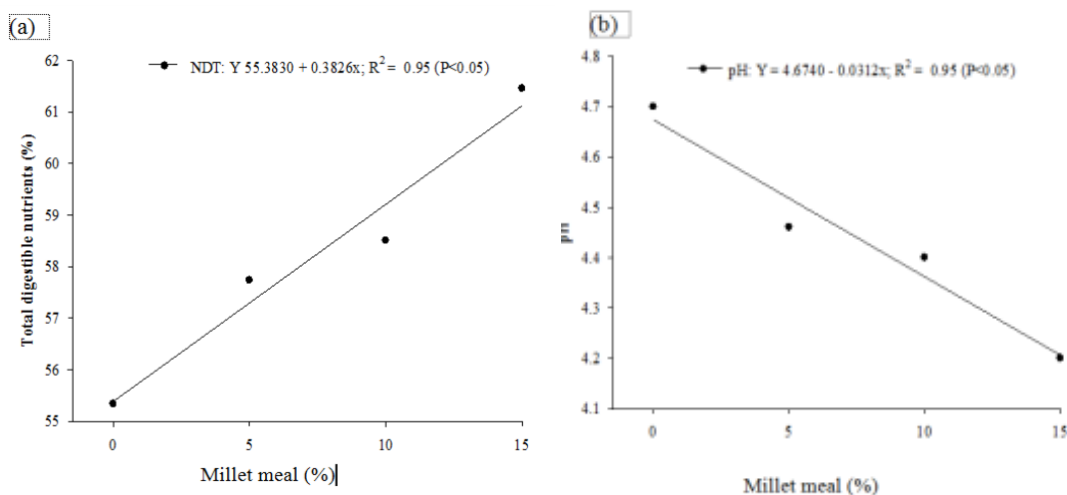 (a)
NDT: Y 55.3830 + 0.3826x; R² = 0.95 (P<0.05)
Total digestible nutrients (%)
62
61
60
59
58
57
56
55
0 5 10 15
Millet meal (%)
(b)
pH: Y = 4.6740 - 0.0312x; R² = 0.95 (P<0.05)
pH
4.8
4.7
4.6
4.5
4.4
4.3
4.2
4.1
0 5 10 15
Millet meal (%)